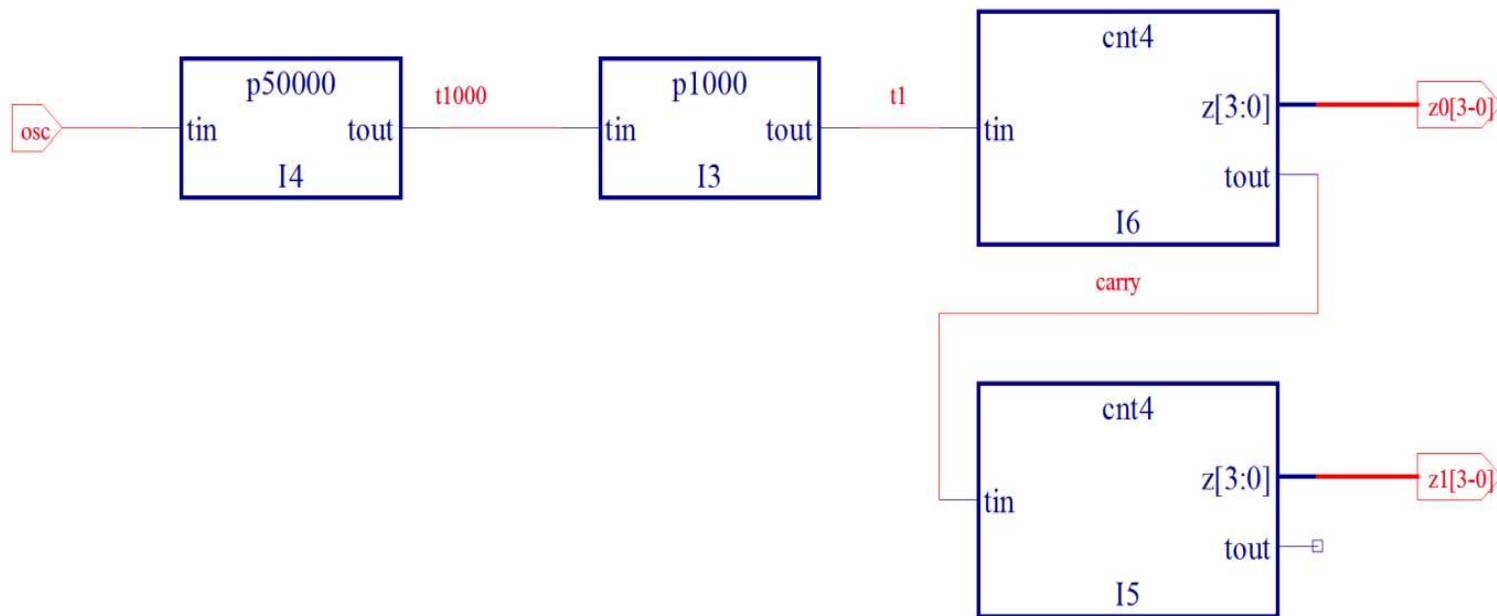 osc
p50000
tin tout
I4
t1000
p1000
tin tout
I3
t1
cnt4
z[3:0]
tin
tout
I6
z0[3-0]
carry
cnt4
z[3:0]
tin
tout
I5
z1[3-0]